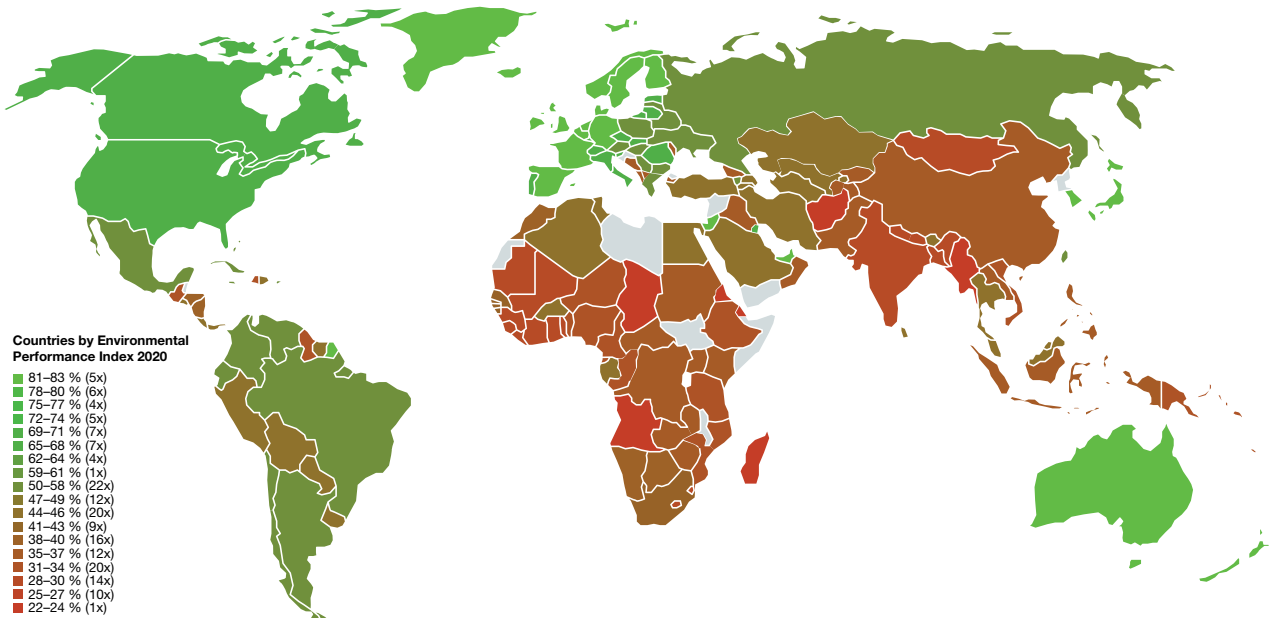 Countries by Environmental
Performance Index 2020
81–83 % (5x)
78–80 % (6x)
75–77 % (4x)
72–74 % (5x)
69–71 % (7x)
65–68 % (7x)
62–64 % (4x)
59–61 % (1x)
50–58 % (22x)
47–49 % (12x)
44–46 % (20x)
41–43 % (9x)
38–40 % (16x)
35–37 % (12x)
31–34 % (20x)
28–30 % (14x)
25–27 % (10x)
22–24 % (1x)